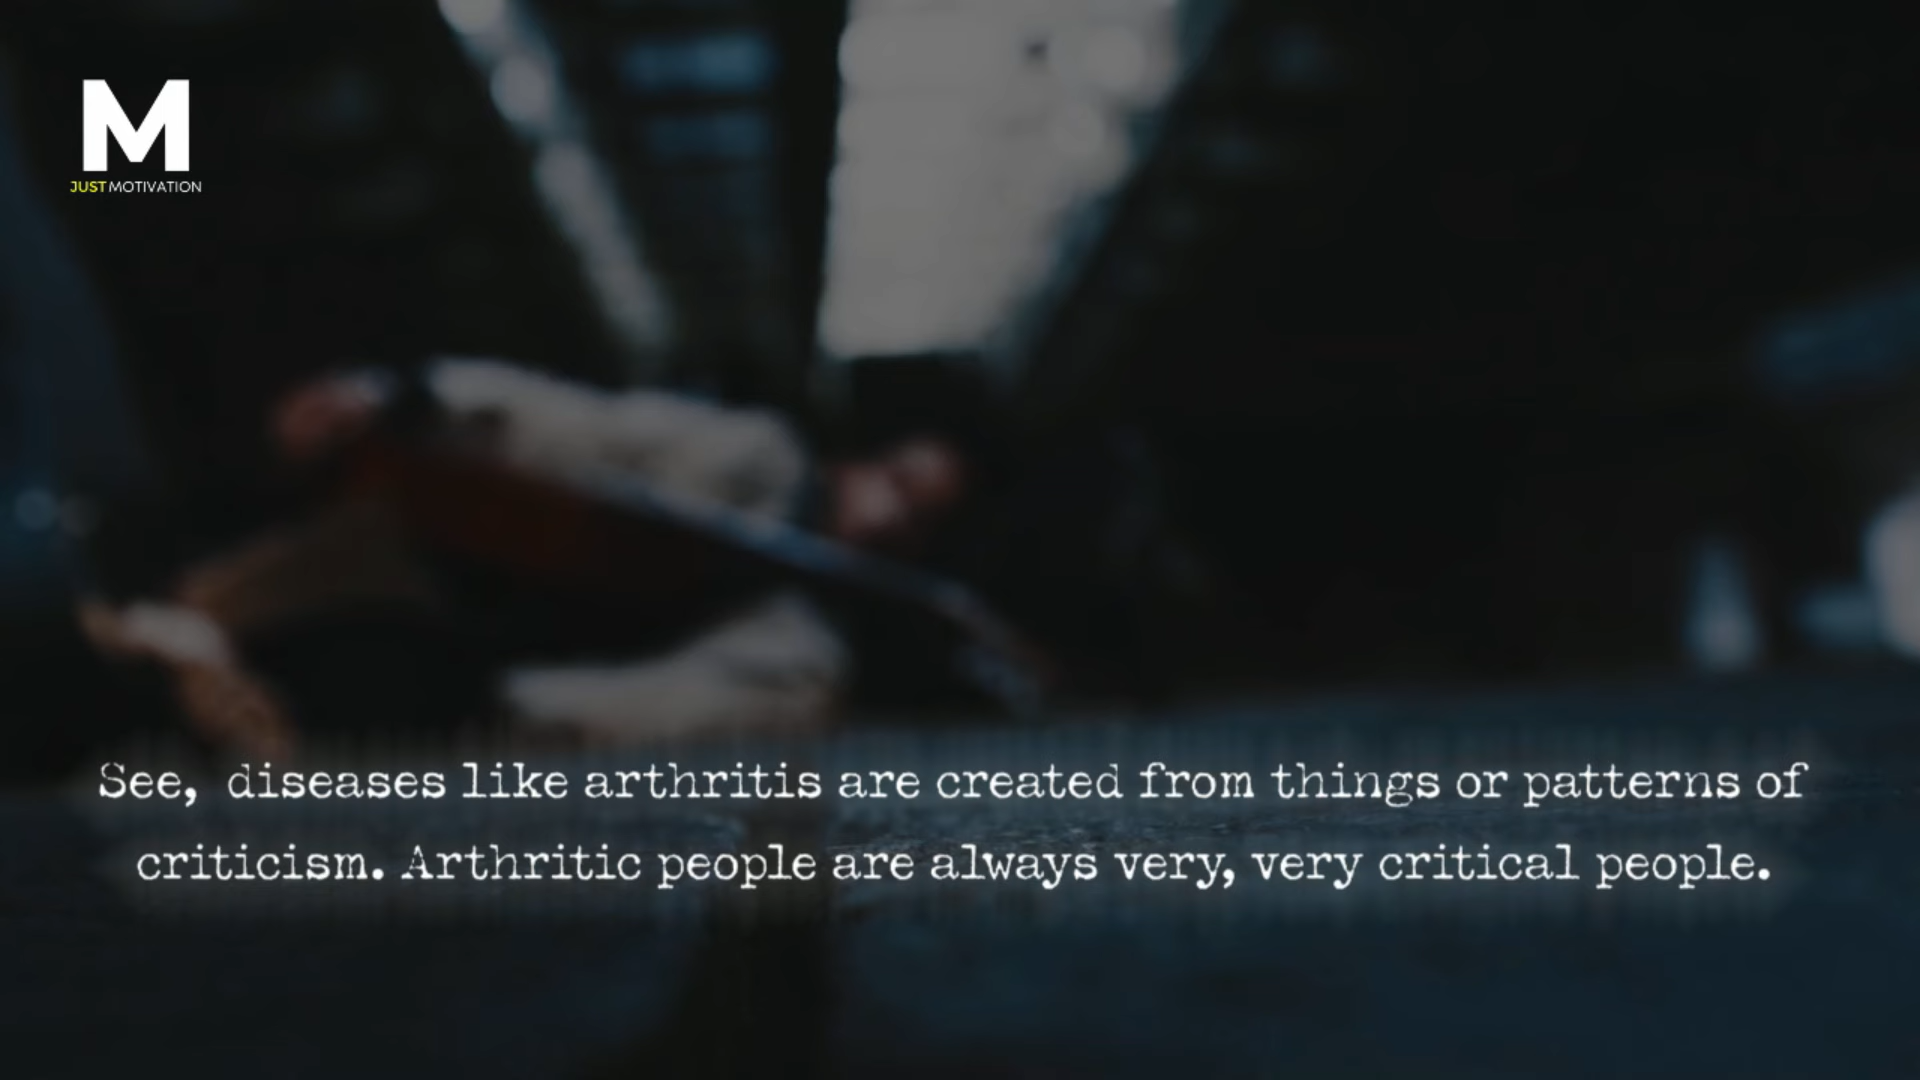 M
JUST MOTIVATION
See, diseases like arthritis are created from things or patterns of
criticism. Arthritic people are always very, very critical people.